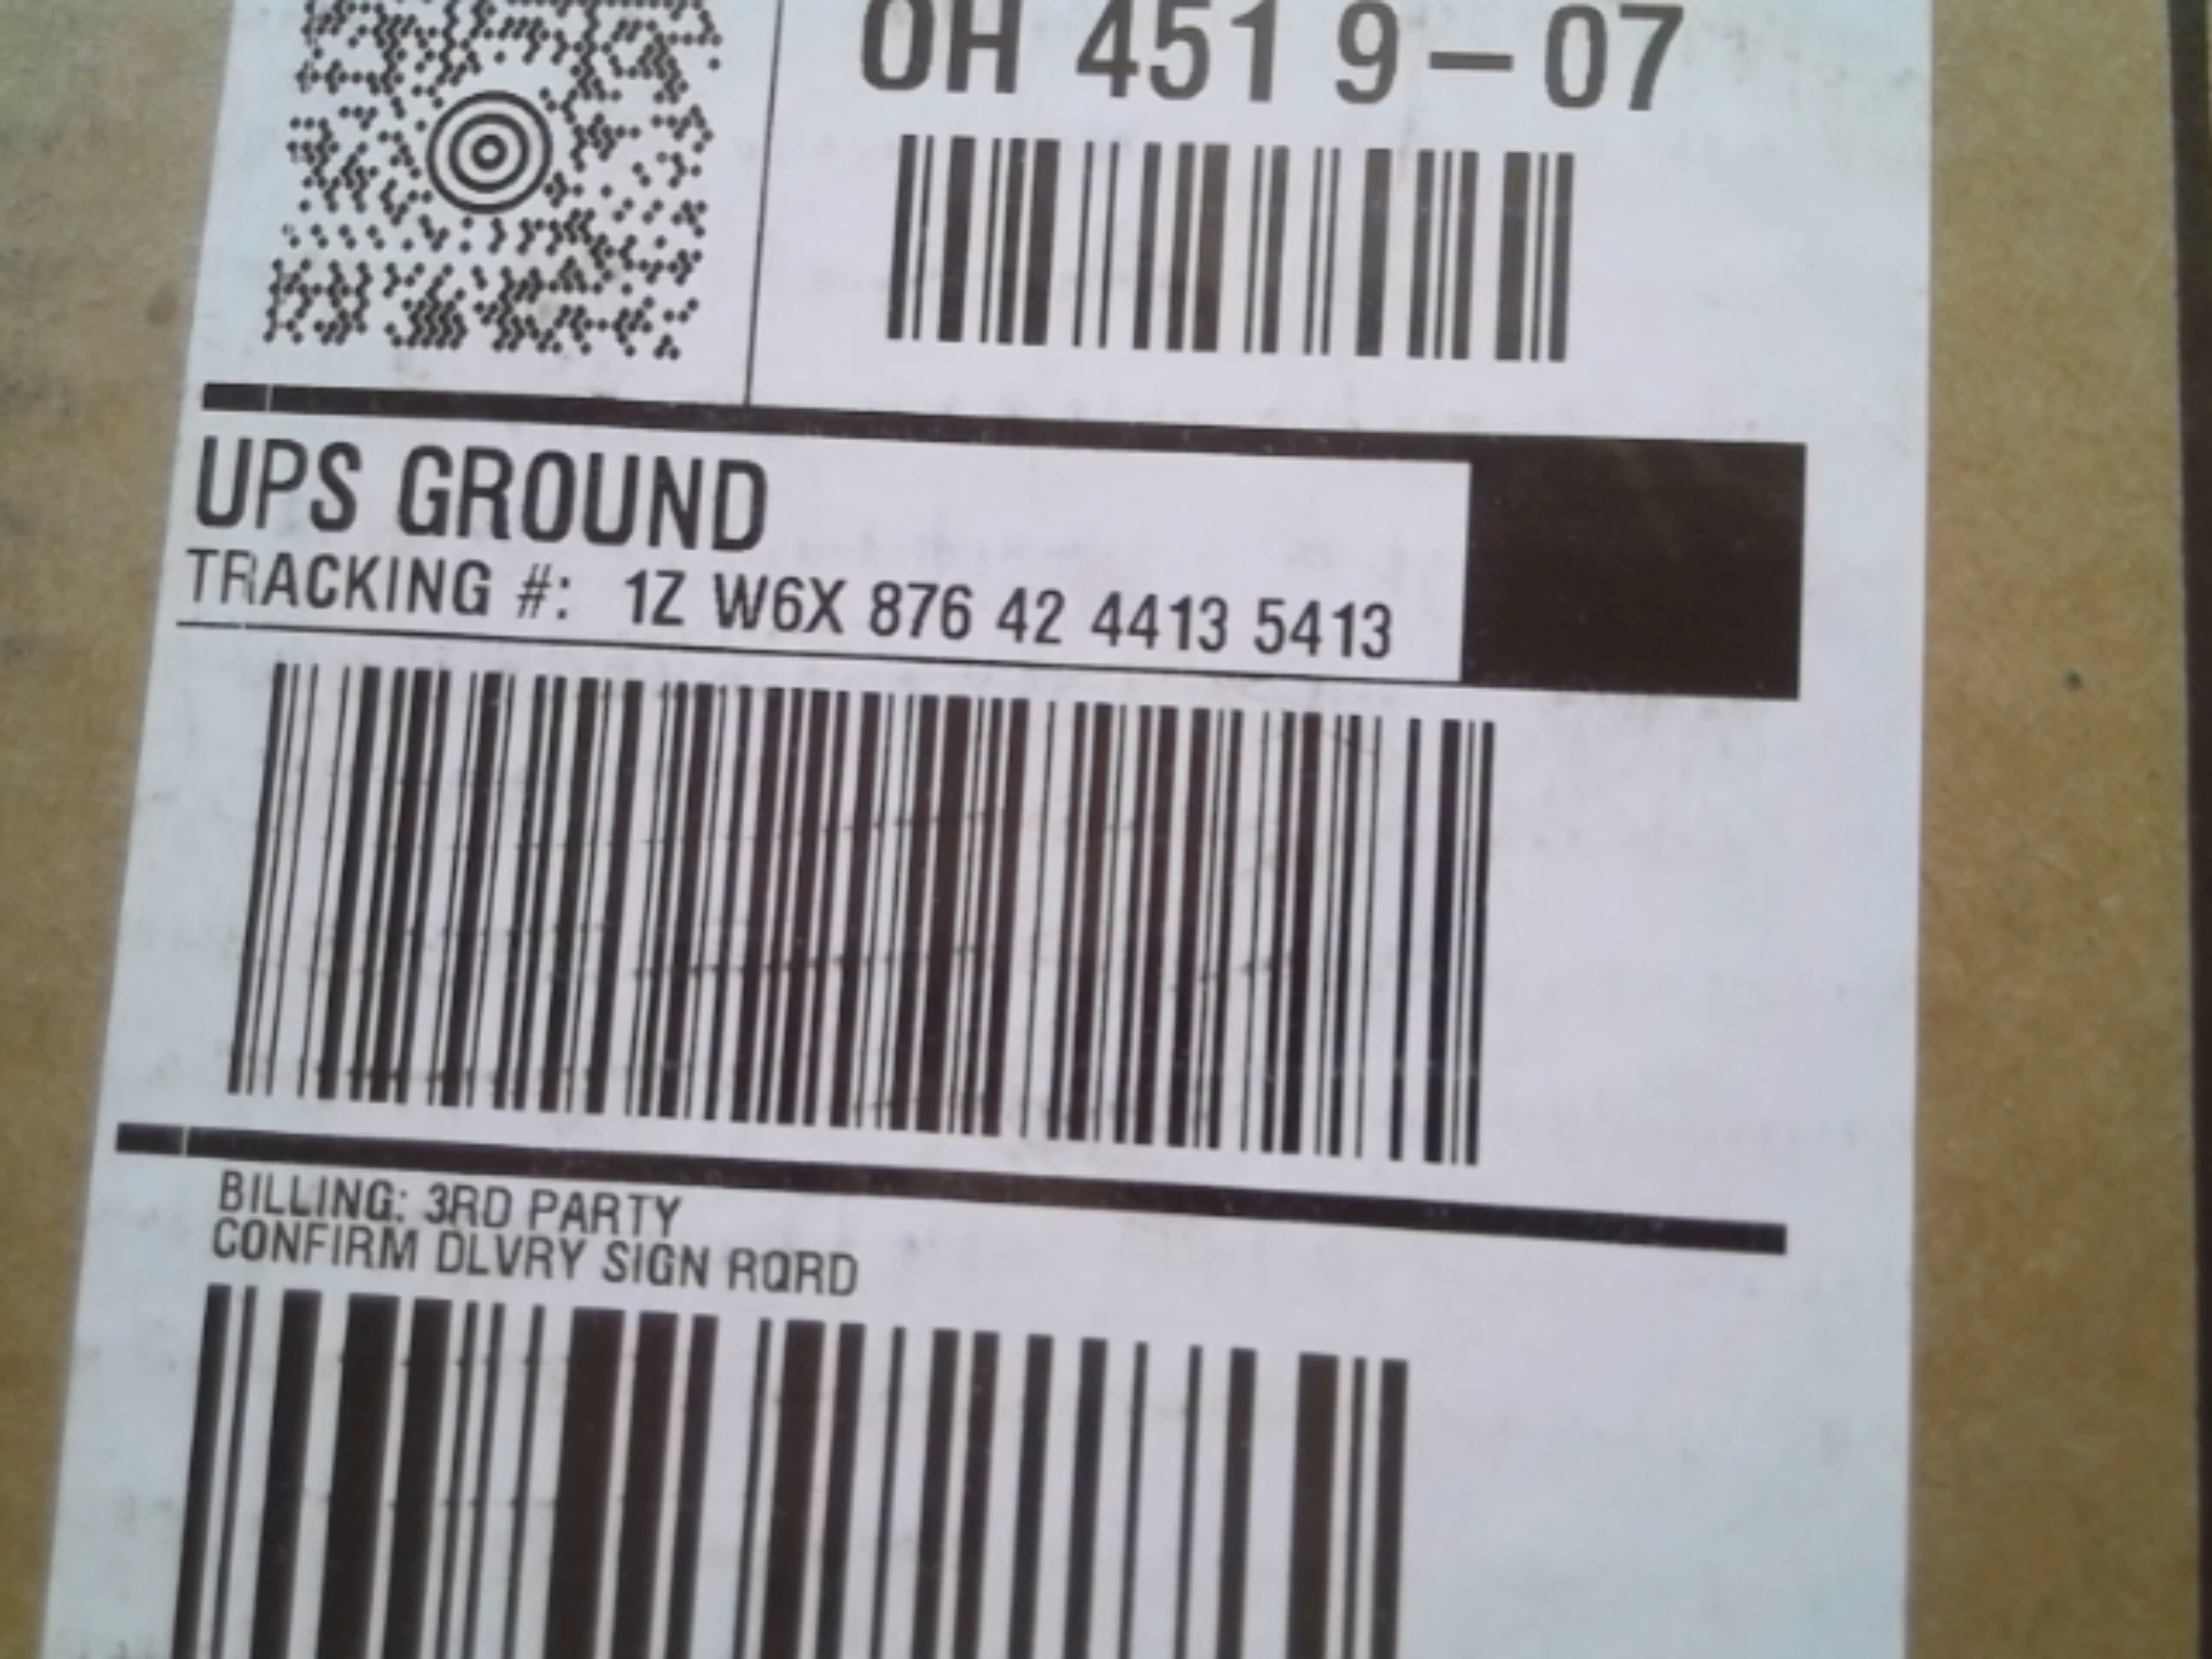 OH 451 9-07
UPS GROUND
TRACKING #: 1Z W6X 876 42 4413 5413
BILLING: 3RD PARTY
CONFIRM DLVRY SIGN RQRD